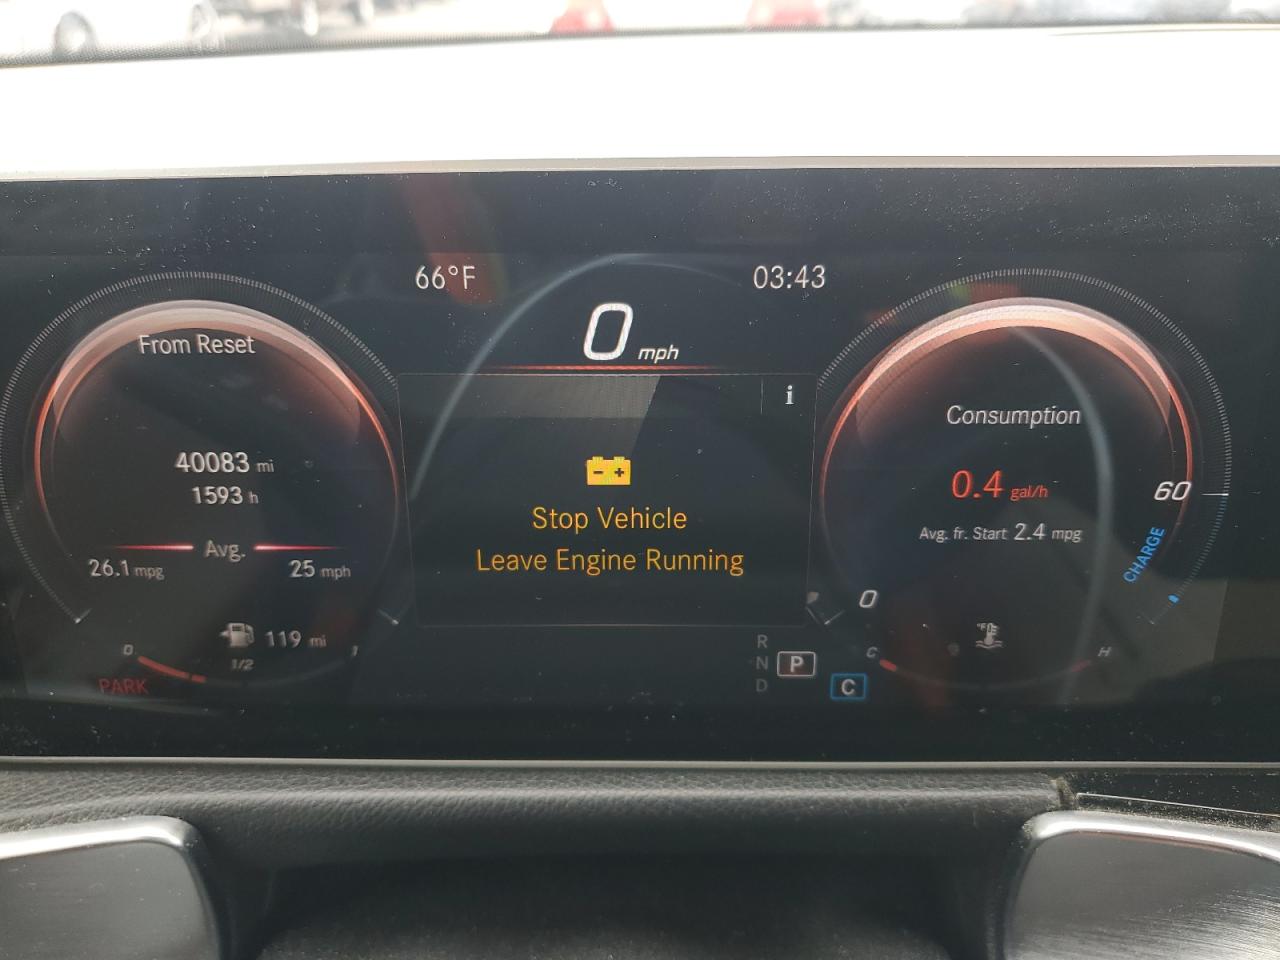 66°F
03:43
0 mph
From Reset
40083 mi
1593 h
Avg.
26.1 mpg
25 mph
119 mi
0
1/2
1
PARK
i
Stop Vehicle
Leave Engine Running
R
N P
D
C
Consumption
0.4 gal/h
Avg. fr. Start 2.4 mpg
60
CHARGE
0
°F
C
H